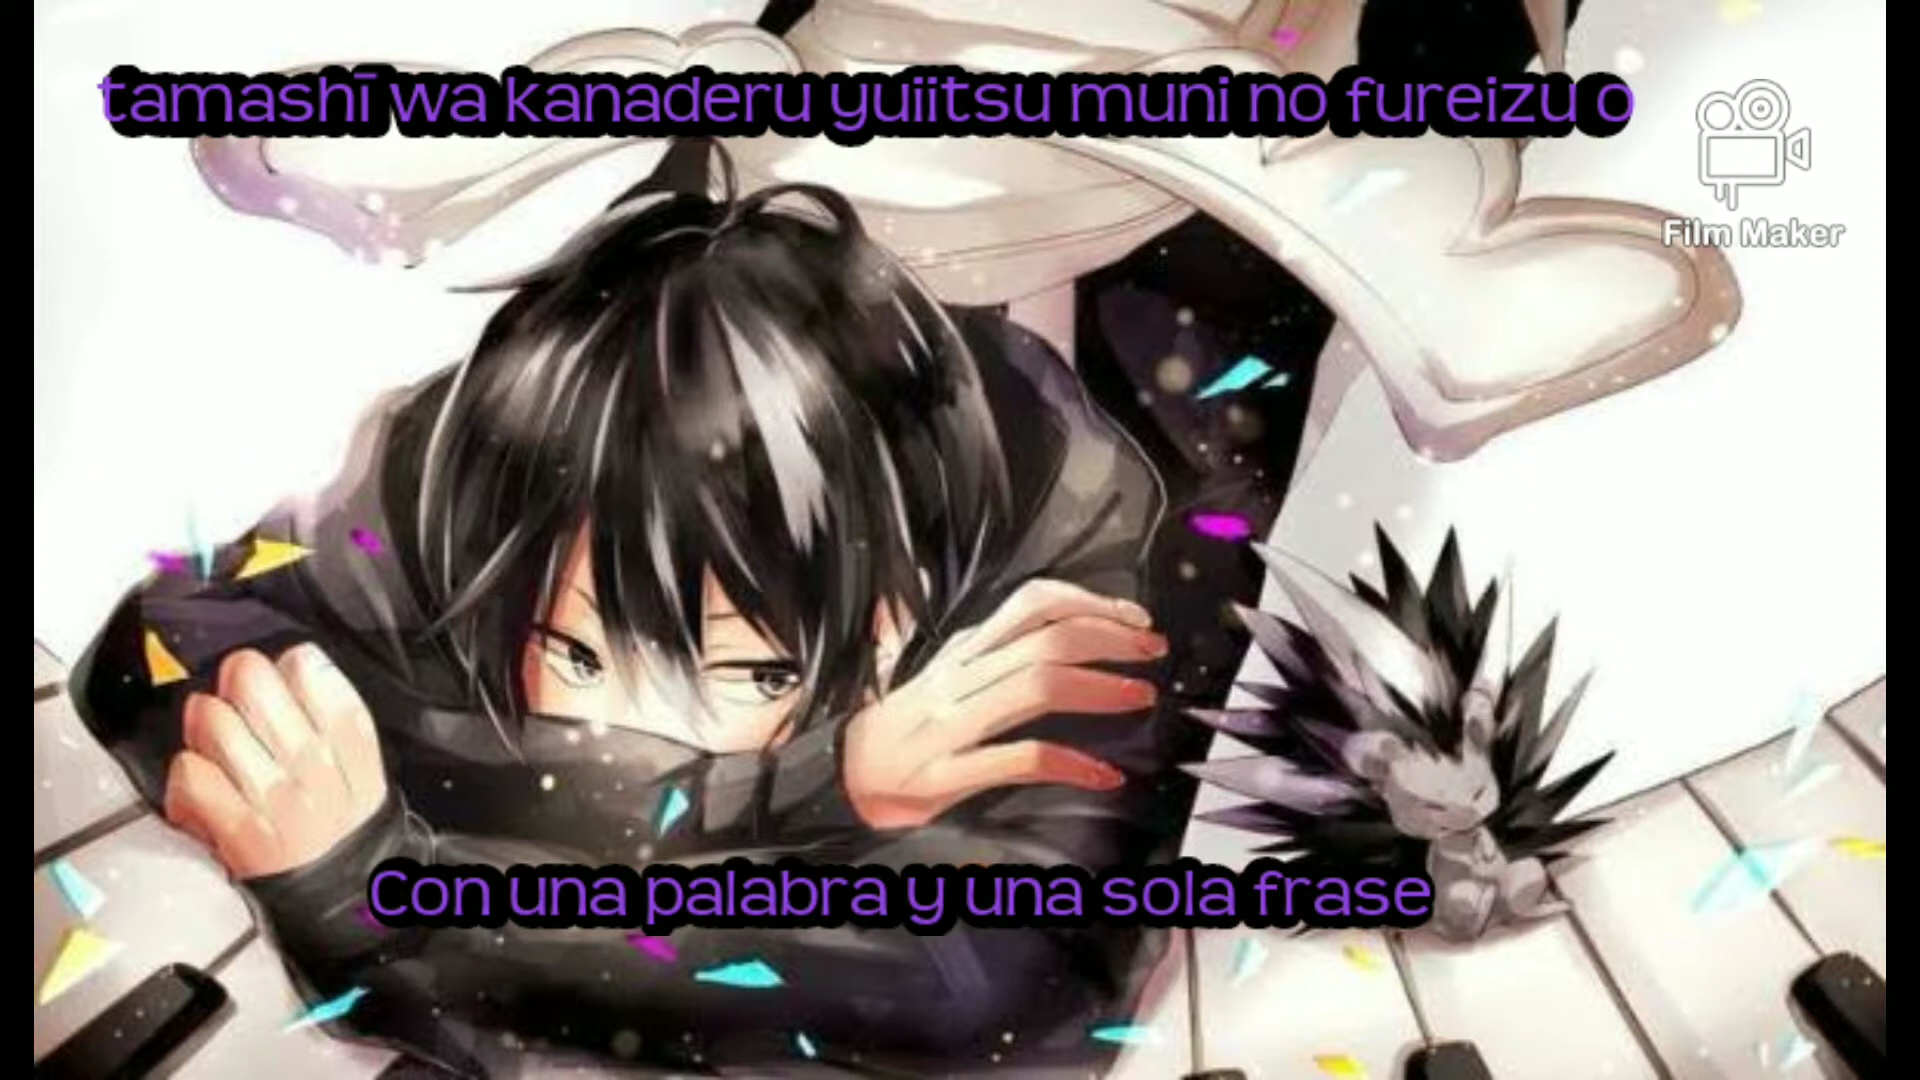 tamashī wa kanaderu yuiitsu muni no fureizu o
Film Maker
Con una palabra y una sola frase